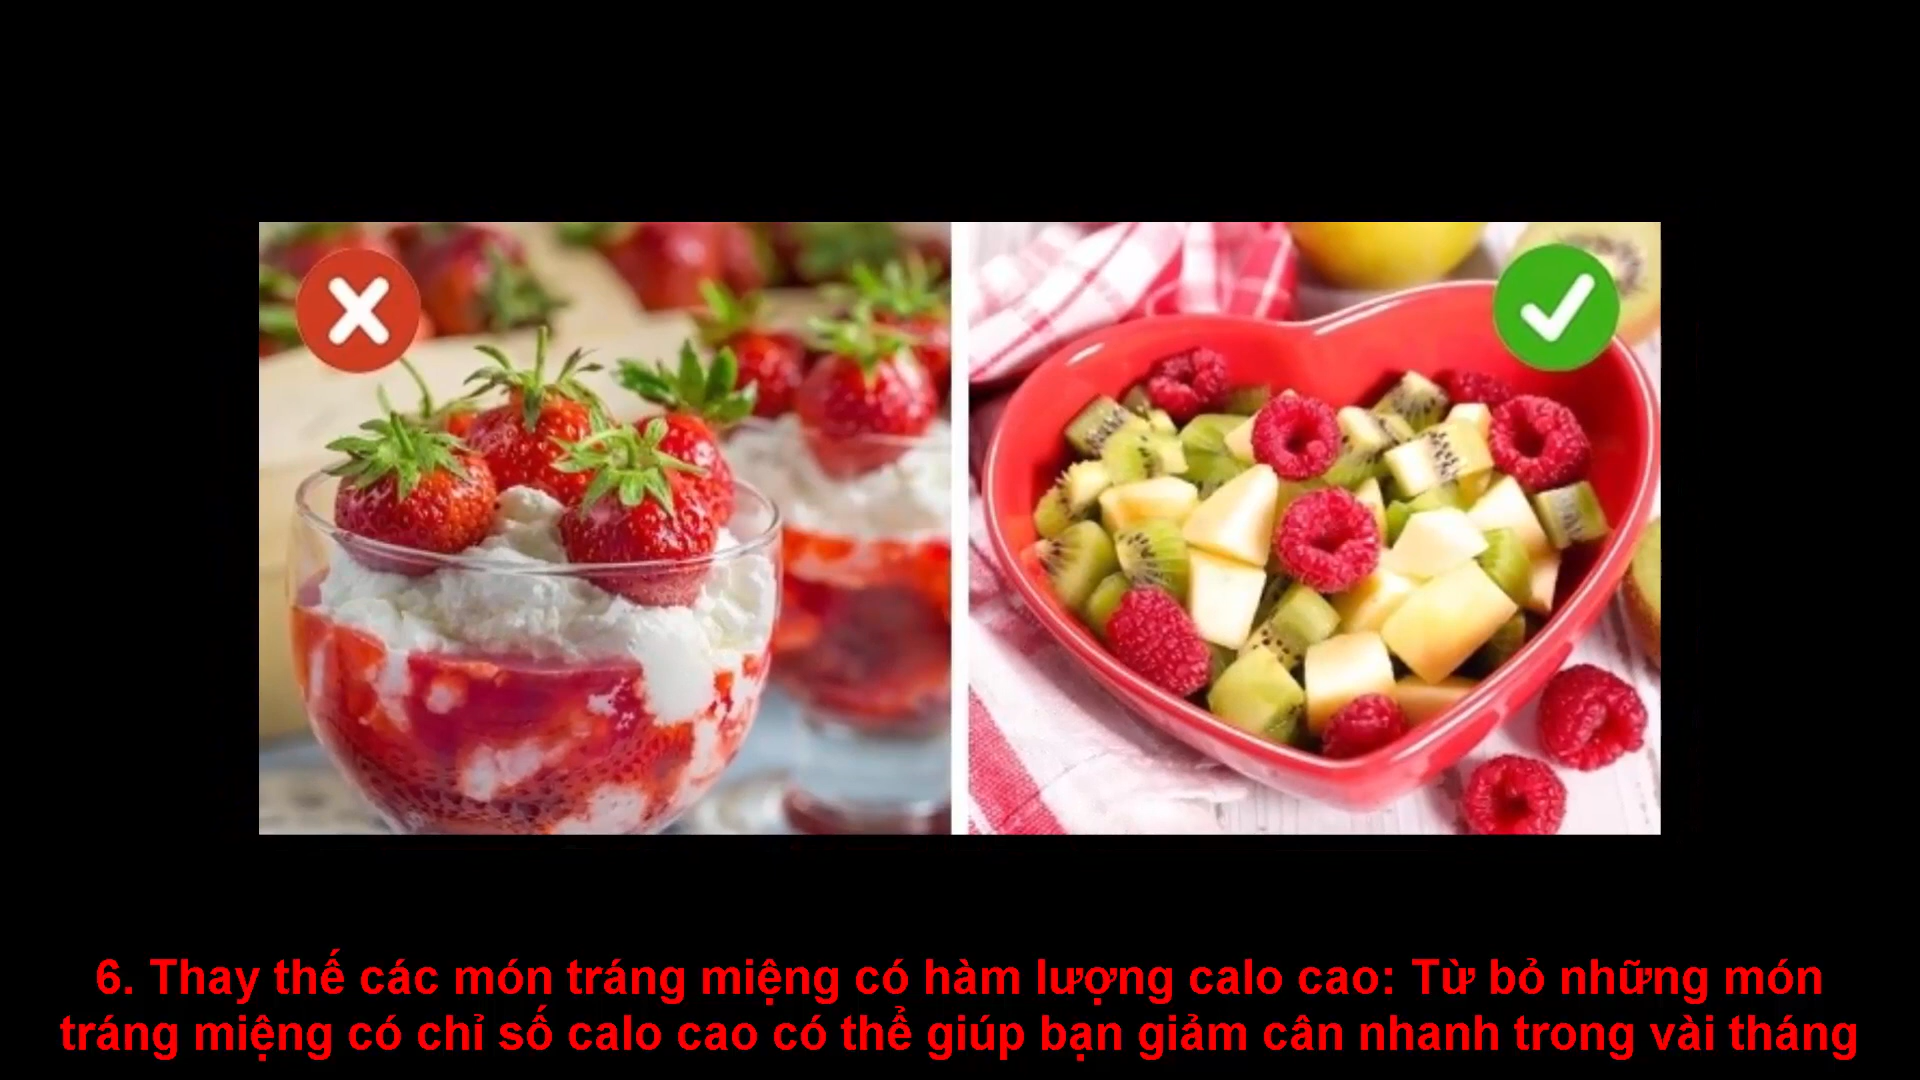 6. Thay thế các món tráng miệng có hàm lượng calo cao: Từ bỏ những món
tráng miệng có chỉ số calo cao có thể giúp bạn giảm cân nhanh trong vài tháng